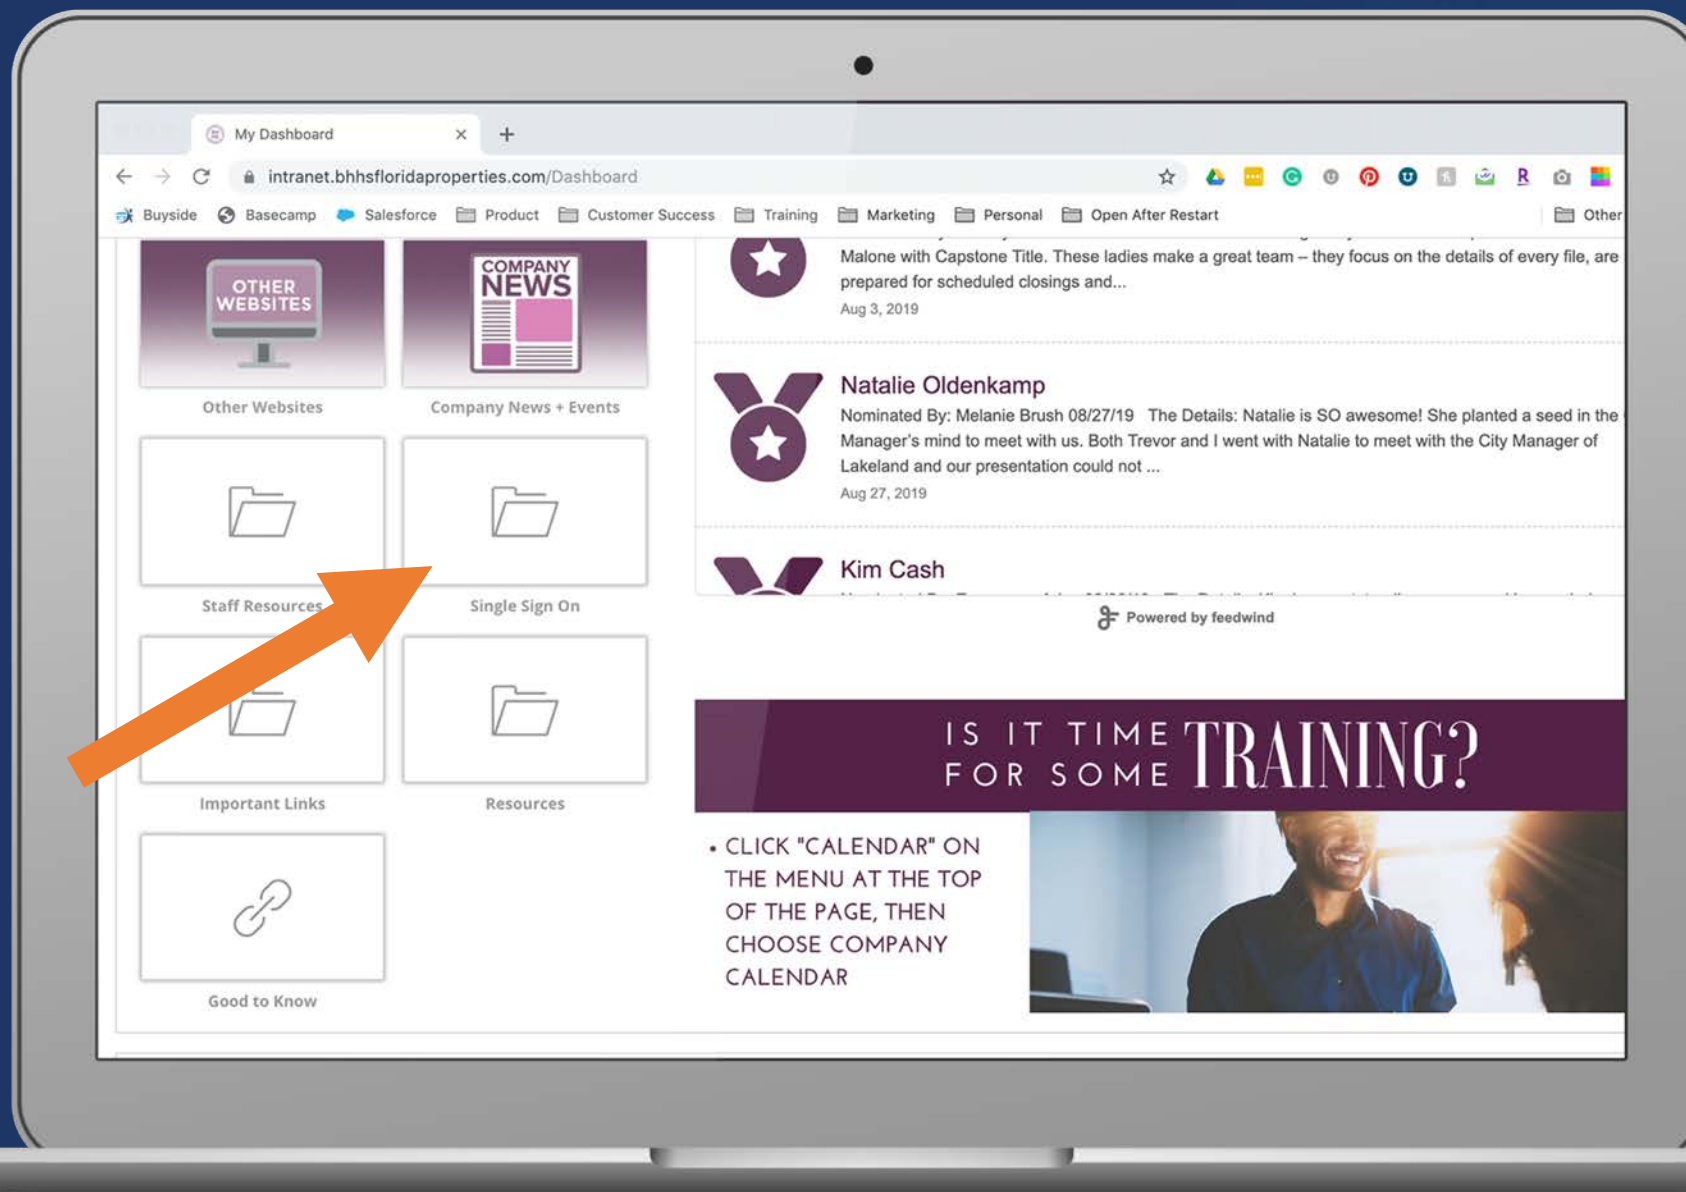 My Dashboard
intranet.bhhsfloridaproperties.com/Dashboard
Buyside Basecamp Salesforce Product Customer Success Training Marketing Personal Open After Restart Other
OTHER
WEBSITES
Other Websites
COMPANY
NEWS
Company News + Events
Staff Resources
Single Sign On
Important Links
Resources
Good to Know
Malone with Capstone Title. These ladies make a great team – they focus on the details of every file, are
prepared for scheduled closings and...
Aug 3, 2019
Natalie Oldenkamp
Nominated By: Melanie Brush 08/27/19 The Details: Natalie is SO awesome! She planted a seed in the
Manager's mind to meet with us. Both Trevor and I went with Natalie to meet with the City Manager of
Lakeland and our presentation could not ...
Aug 27, 2019
Kim Cash
Powered by feedwind
IS IT TIME
FOR SOME TRAINING?
• CLICK "CALENDAR" ON
THE MENU AT THE TOP
OF THE PAGE, THEN
CHOOSE COMPANY
CALENDAR